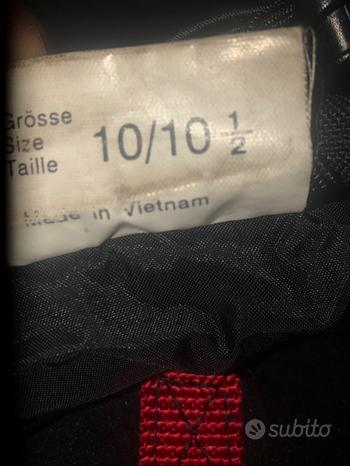 Grösse
Size
Taille
10/10 ½
Made in Vietnam
subito